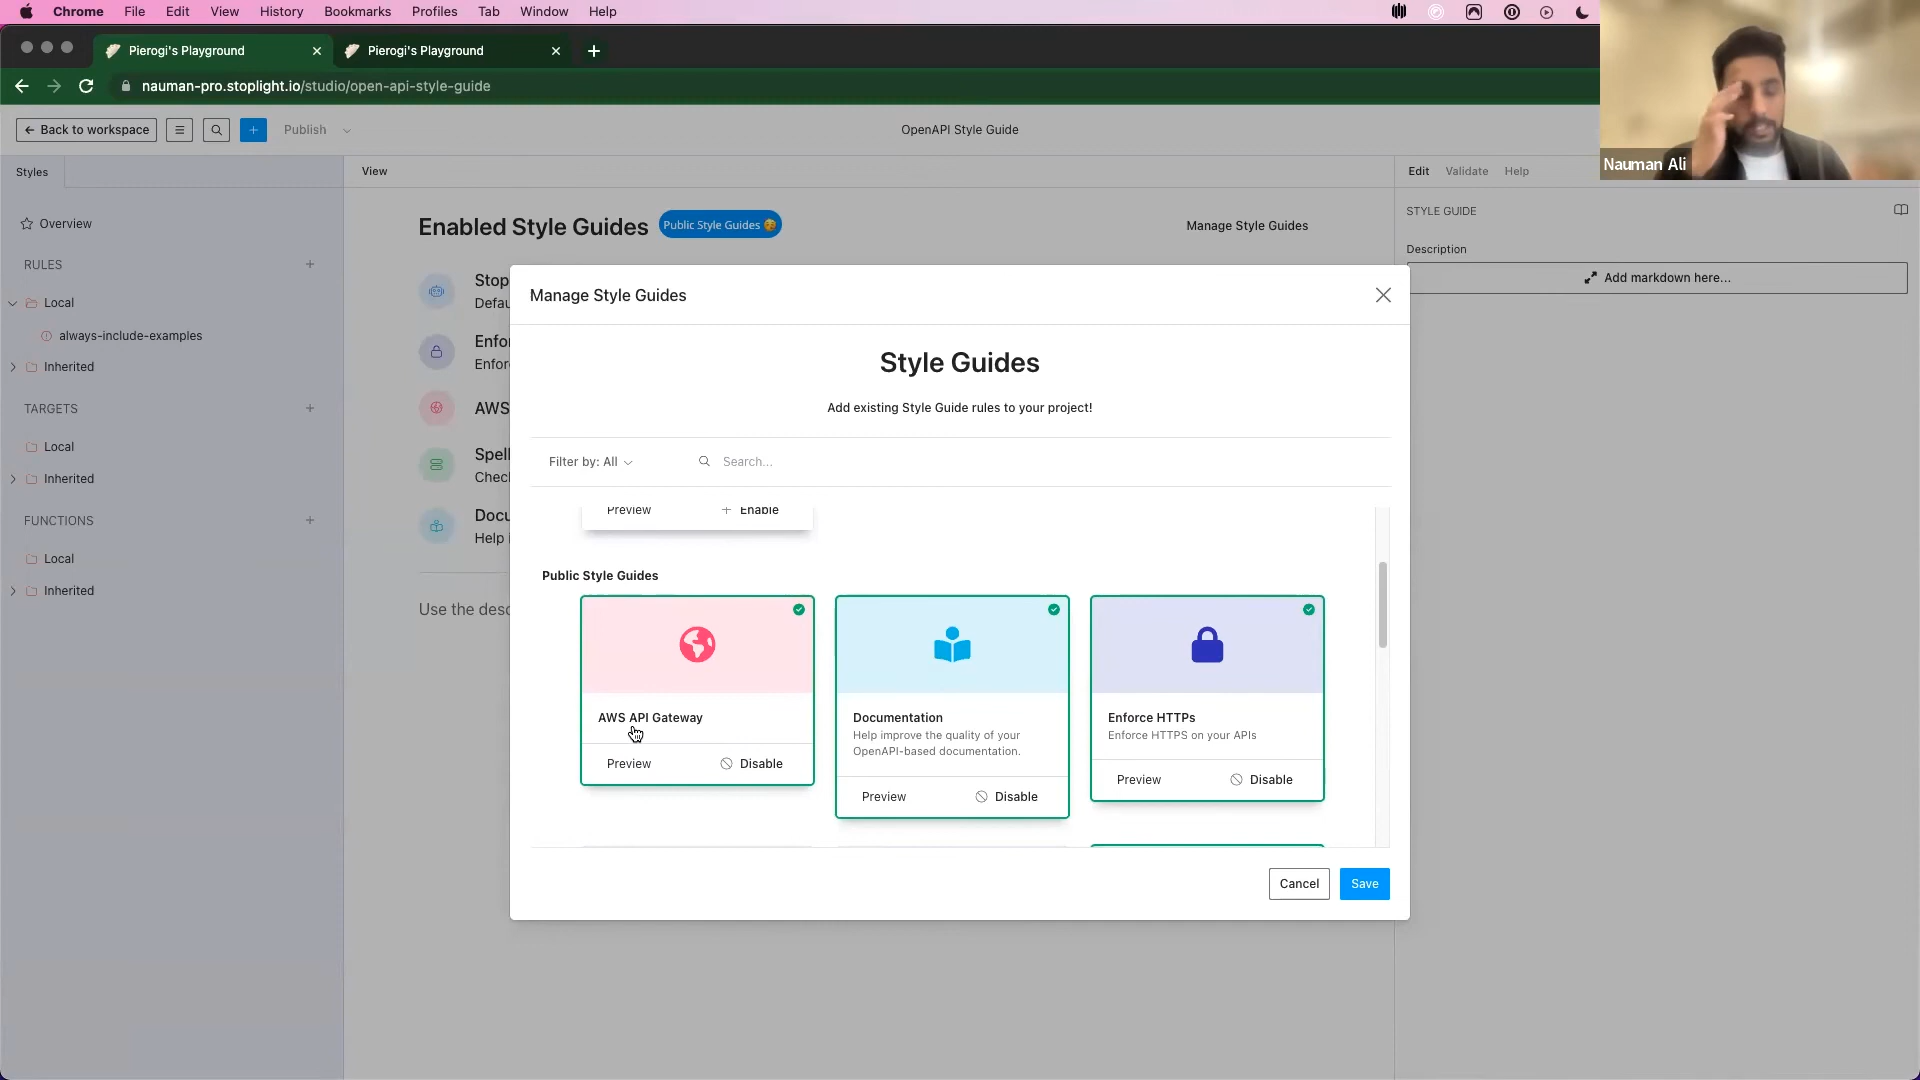 Chrome File Edit View History Bookmarks Profiles Tab Window Help
Pierogi's Playground
Pierogi's Playground
nauman-pro.stoplight.io/studio/open-api-style-guide
Back to workspace
Publish
OpenAPI Style Guide
Nauman Ali
Styles
View
Edit Validate Help
Overview
Enabled Style Guides
Public Style Guides
Manage Style Guides
STYLE GUIDE
Description
Add markdown here...
RULES
Local
always-include-examples
Inherited
TARGETS
Local
Inherited
FUNCTIONS
Local
Inherited
Stop
Defau
Enfo
Enfor
AWS
Spell
Chec
Docu
Help
Use the desc
Manage Style Guides
Style Guides
Add existing Style Guide rules to your project!
Filter by: All
Search...
Preview Enable
Public Style Guides
AWS API Gateway
Preview Disable
Documentation
Help improve the quality of your
OpenAPI-based documentation.
Preview Disable
Enforce HTTPs
Enforce HTTPS on your APIs
Preview Disable
Cancel
Save